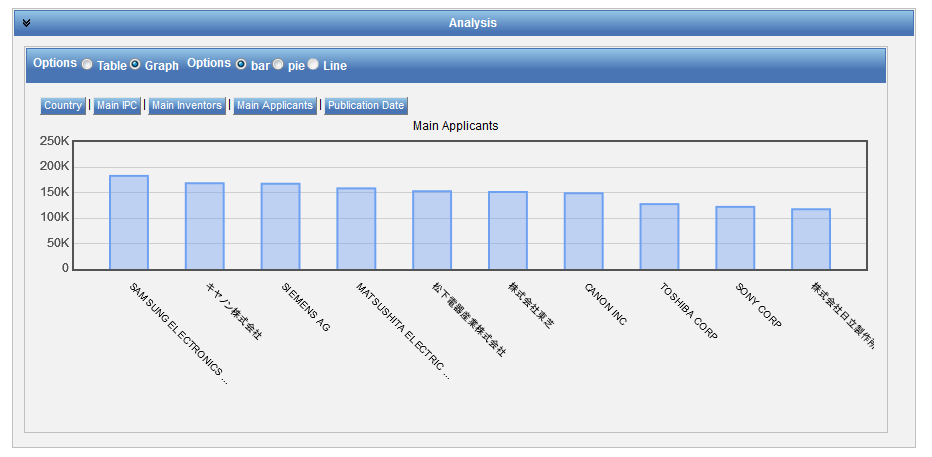 Analysis
Options Table Graph Options bar pie Line
Country | Main IPC | Main Inventors | Main Applicants | Publication Date
Main Applicants
250K
200K
150K
100K
50K
0
SAMSUNG ELECTRONICS ...
キヤノン株式会社
SIEMENS AG
MATSUSHITA ELECTRIC ...
松下電器産業株式会社
株式会社東芝
CANON INC
TOSHIBA CORP
SONY CORP
株式会社日立製作所